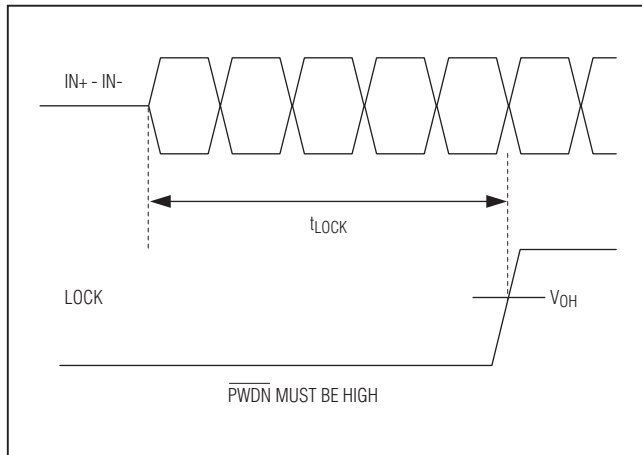 IN+ - IN-
tLOCK
LOCK
VOH
PWDN MUST BE HIGH